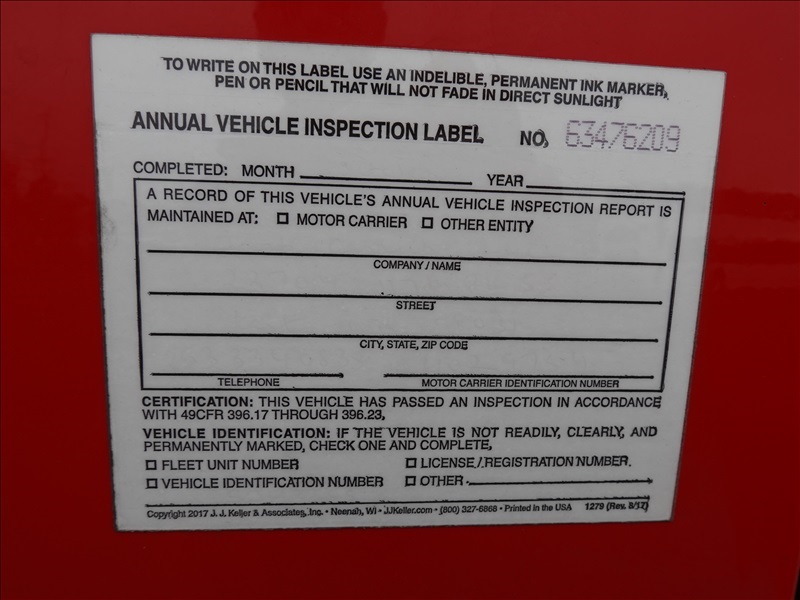 TO WRITE ON THIS LABEL USE AN INDELIBLE, PERMANENT INK MARKER,
PEN OR PENCIL THAT WILL NOT FADE IN DIRECT SUNLIGHT
ANNUAL VEHICLE INSPECTION LABEL NO. 63476209
COMPLETED: MONTH YEAR
A RECORD OF THIS VEHICLE'S ANNUAL VEHICLE INSPECTION REPORT IS
MAINTAINED AT: ☐ MOTOR CARRIER ☐ OTHER ENTITY
COMPANY / NAME
STREET
CITY, STATE, ZIP CODE
TELEPHONE MOTOR CARRIER IDENTIFICATION NUMBER
CERTIFICATION: THIS VEHICLE HAS PASSED AN INSPECTION IN ACCORDANCE
WITH 49CFR 396.17 THROUGH 396.23.
VEHICLE IDENTIFICATION: IF THE VEHICLE IS NOT READILY, CLEARLY, AND
PERMANENTLY MARKED, CHECK ONE AND COMPLETE.
☐ FLEET UNIT NUMBER ☐ LICENSE / REGISTRATION NUMBER
☐ VEHICLE IDENTIFICATION NUMBER ☐ OTHER
Copyright 2017 J. J. Keller & Associates, Inc. • Neenah, WI • JJKeller.com • (800) 327-6868 • Printed in the USA 1279 (Rev. 8/17)